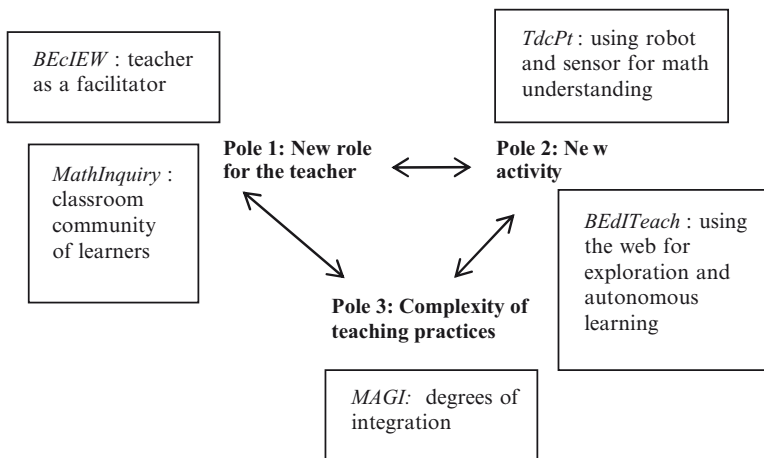 BEcIEW : teacher
as a facilitator
TdcPt : using robot
and sensor for math
understanding
Pole 1: New role
for the teacher
Pole 2: Ne w
activity
MathInquiry :
classroom
community
of learners
BEdITeach : using
the web for
exploration and
autonomous
learning
Pole 3: Complexity of
teaching practices
MAGI: degrees of
integration